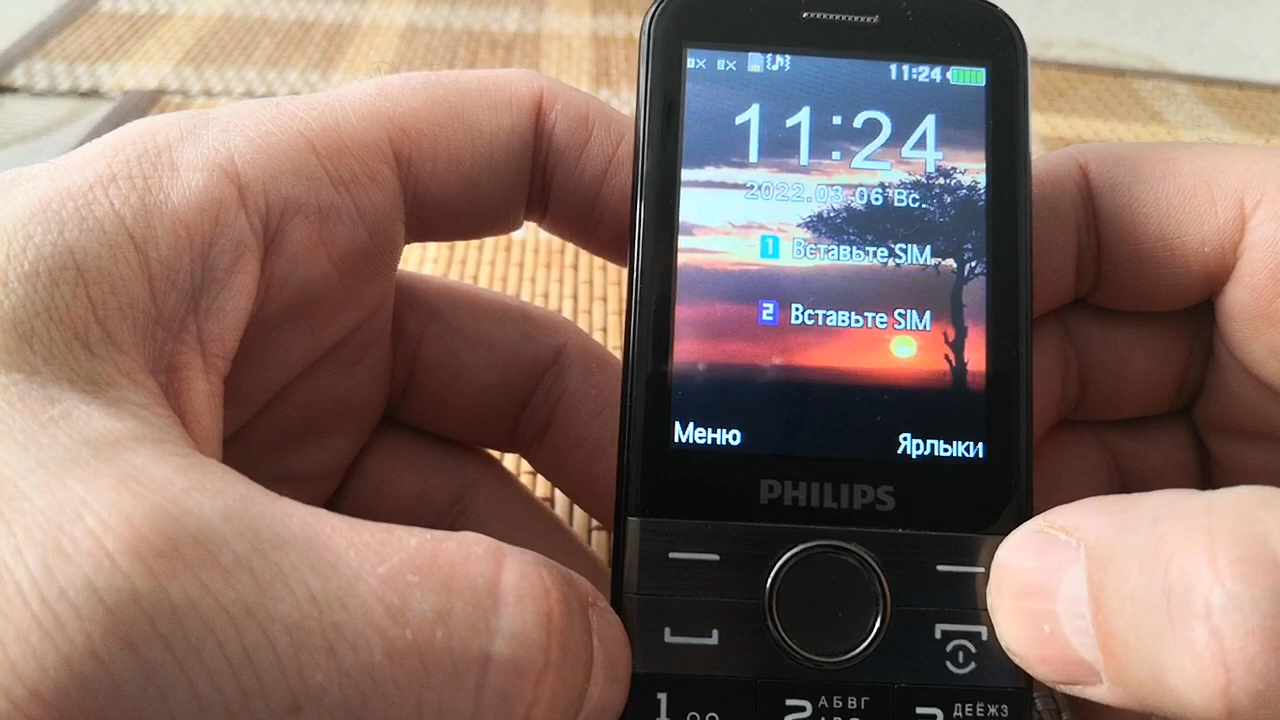 11:24
11:24
2022.03.06 Вс.
1 Вставьте SIM
2 Вставьте SIM
Меню Ярлыки
PHILIPS
1 2 АБВГ ДЕЁЖЗ